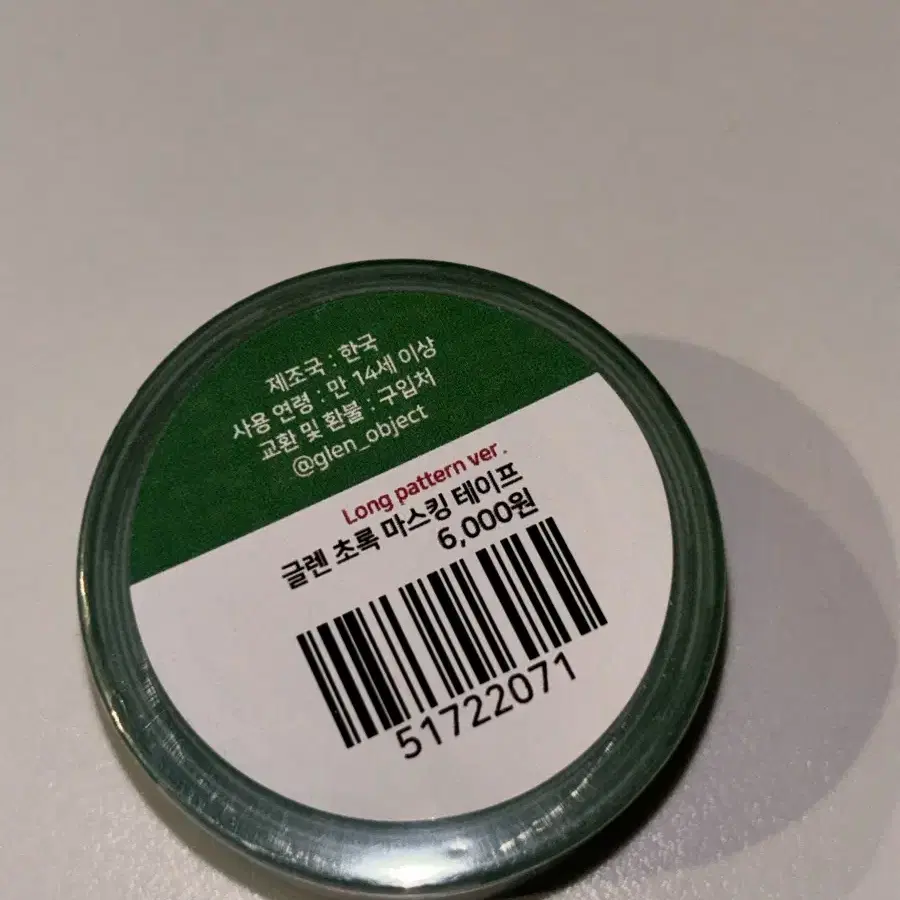 제조국 : 한국
사용 연령 : 만 14세 이상
교환 및 환불 : 구입처
@glen_object
Long pattern ver.
글렌 초록 마스킹 테이프
6,000원
51722071